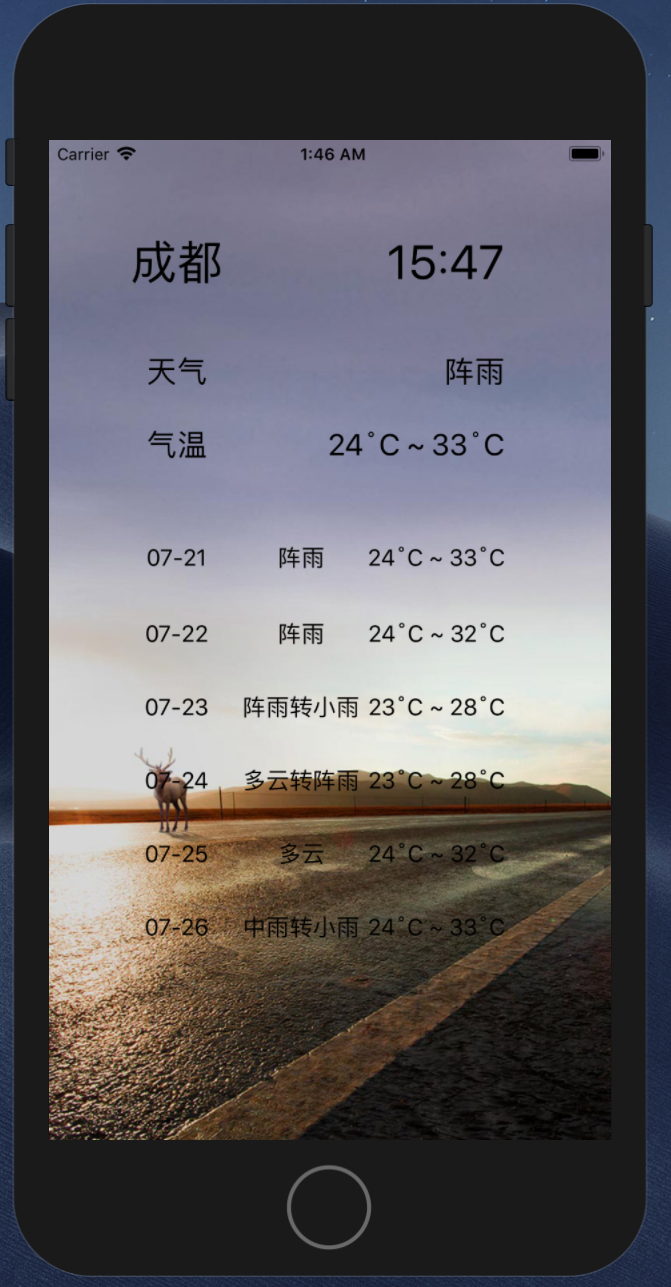 Carrier 1:46 AM
成都 15:47
天气 阵雨
气温 24°C ~ 33°C
07-21 阵雨 24°C ~ 33°C
07-22 阵雨 24°C ~ 32°C
07-23 阵雨转小雨 23°C ~ 28°C
07-24 多云转阵雨 23°C ~ 28°C
07-25 多云 24°C ~ 32°C
07-26 中雨转小雨 24°C ~ 33°C